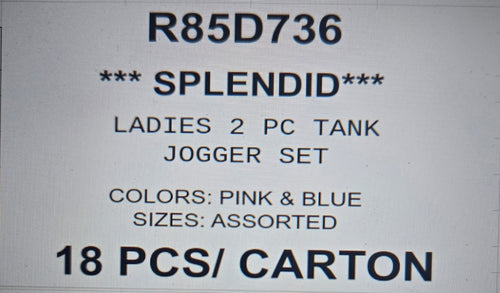 R85D736
*** SPLENDID***
LADIES 2 PC TANK
JOGGER SET
COLORS: PINK & BLUE
SIZES: ASSORTED
18 PCS/ CARTON